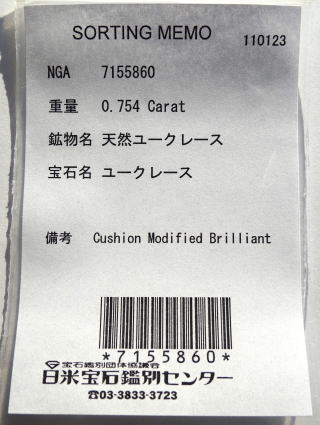 SORTING MEMO
110123
NGA 7155860
重量 0.754 Carat
鉱物名 天然ユークレース
宝石名 ユークレース
備考 Cushion Modified Brilliant
*7155860*
宝石鑑別団体協議会
日米宝石鑑別センター
☎03-3833-3723